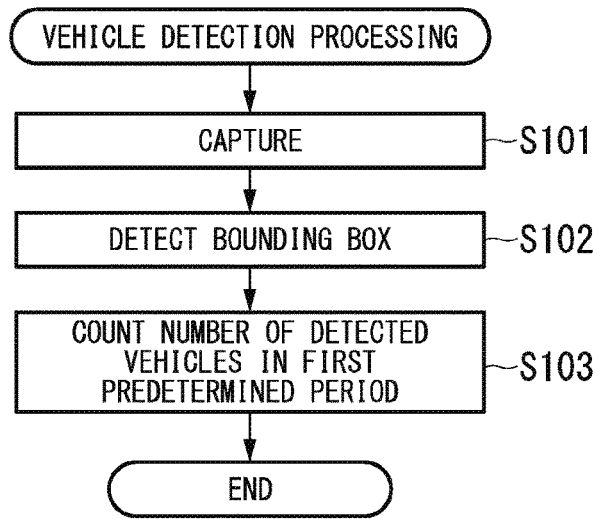 VEHICLE DETECTION PROCESSING
CAPTURE
S101
DETECT BOUNDING BOX
S102
COUNT NUMBER OF DETECTED
VEHICLES IN FIRST
PREDETERMINED PERIOD
S103
END